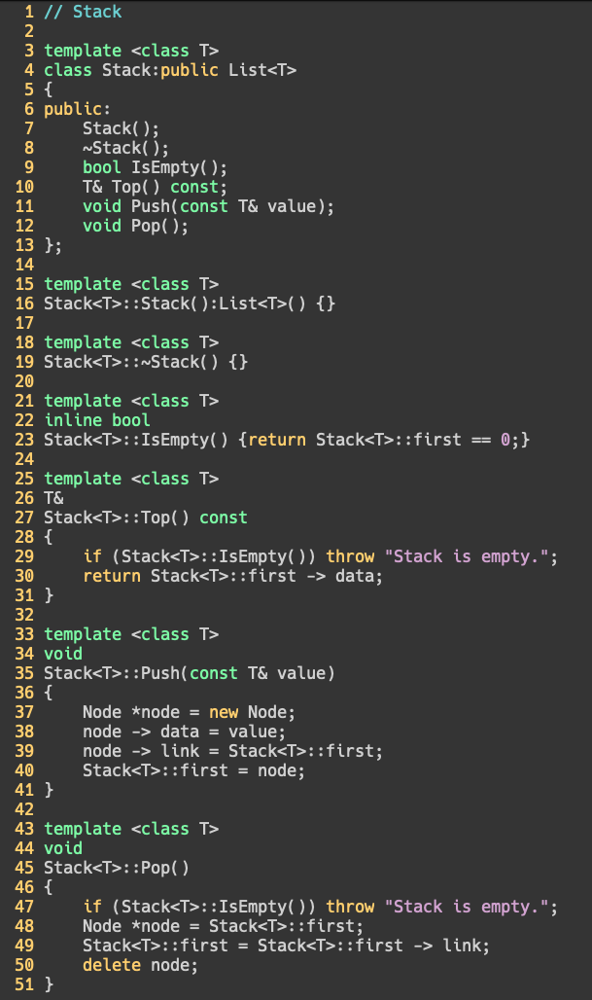 1 // Stack
2
3 template <class T>
4 class Stack:public List<T>
5 {
6 public:
7     Stack();
8     ~Stack();
9     bool IsEmpty();
10     T& Top() const;
11     void Push(const T& value);
12     void Pop();
13 };
14
15 template <class T>
16 Stack<T>::Stack():List<T>() {}
17
18 template <class T>
19 Stack<T>::~Stack() {}
20
21 template <class T>
22 inline bool
23 Stack<T>::IsEmpty() {return Stack<T>::first == 0;}
24
25 template <class T>
26 T&
27 Stack<T>::Top() const
28 {
29     if (Stack<T>::IsEmpty()) throw "Stack is empty.";
30     return Stack<T>::first -> data;
31 }
32
33 template <class T>
34 void
35 Stack<T>::Push(const T& value)
36 {
37     Node *node = new Node;
38     node -> data = value;
39     node -> link = Stack<T>::first;
40     Stack<T>::first = node;
41 }
42
43 template <class T>
44 void
45 Stack<T>::Pop()
46 {
47     if (Stack<T>::IsEmpty()) throw "Stack is empty.";
48     Node *node = Stack<T>::first;
49     Stack<T>::first = Stack<T>::first -> link;
50     delete node;
51 }